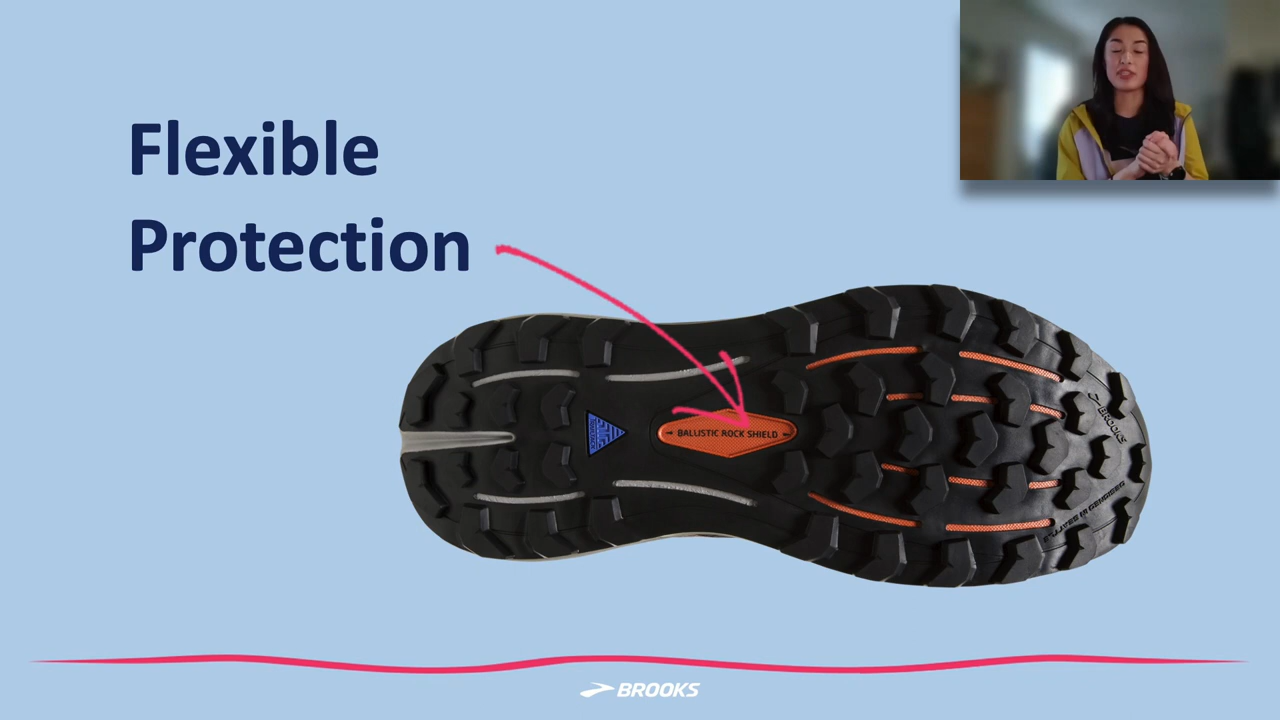 Flexible
Protection
BALLISTIC ROCK SHIELD
BROOKS
BROOKS